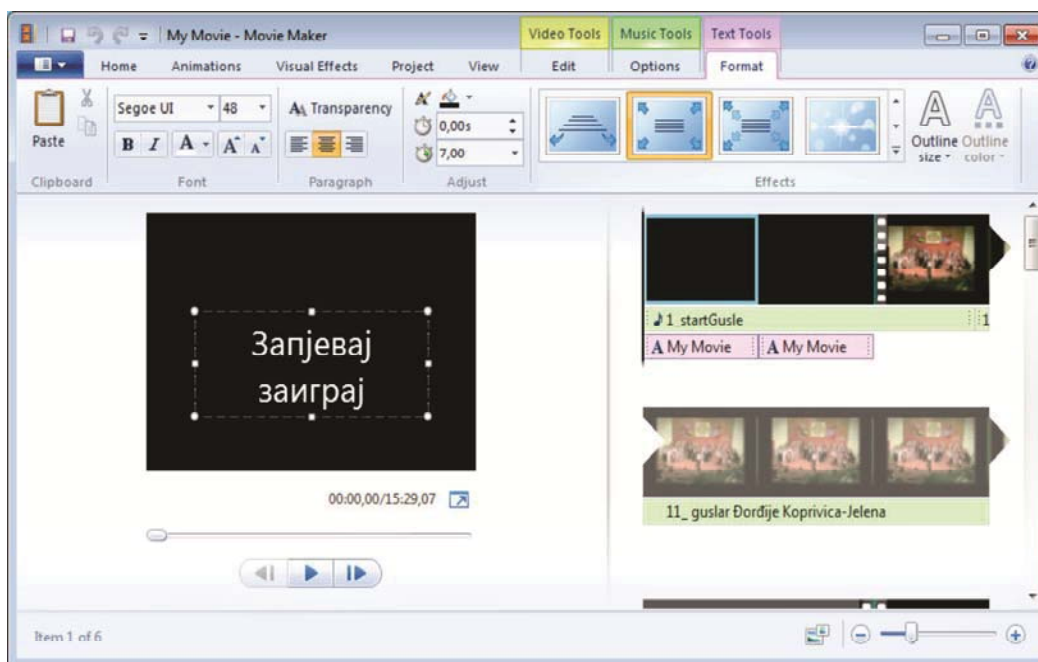 My Movie - Movie Maker
Video Tools Music Tools Text Tools
Home Animations Visual Effects Project View Edit Options Format
Paste
Segoe UI 48
Transparency
0,00s
B I A A A
7,00
Outline size Outline color
Clipboard Font Paragraph Adjust Effects
Запјевај
заиграј
00:00,00/15:29,07
1 startGusle 1
A My Movie A My Movie
11_ guslar Đorđije Koprivica-Jelena
Item 1 of 6